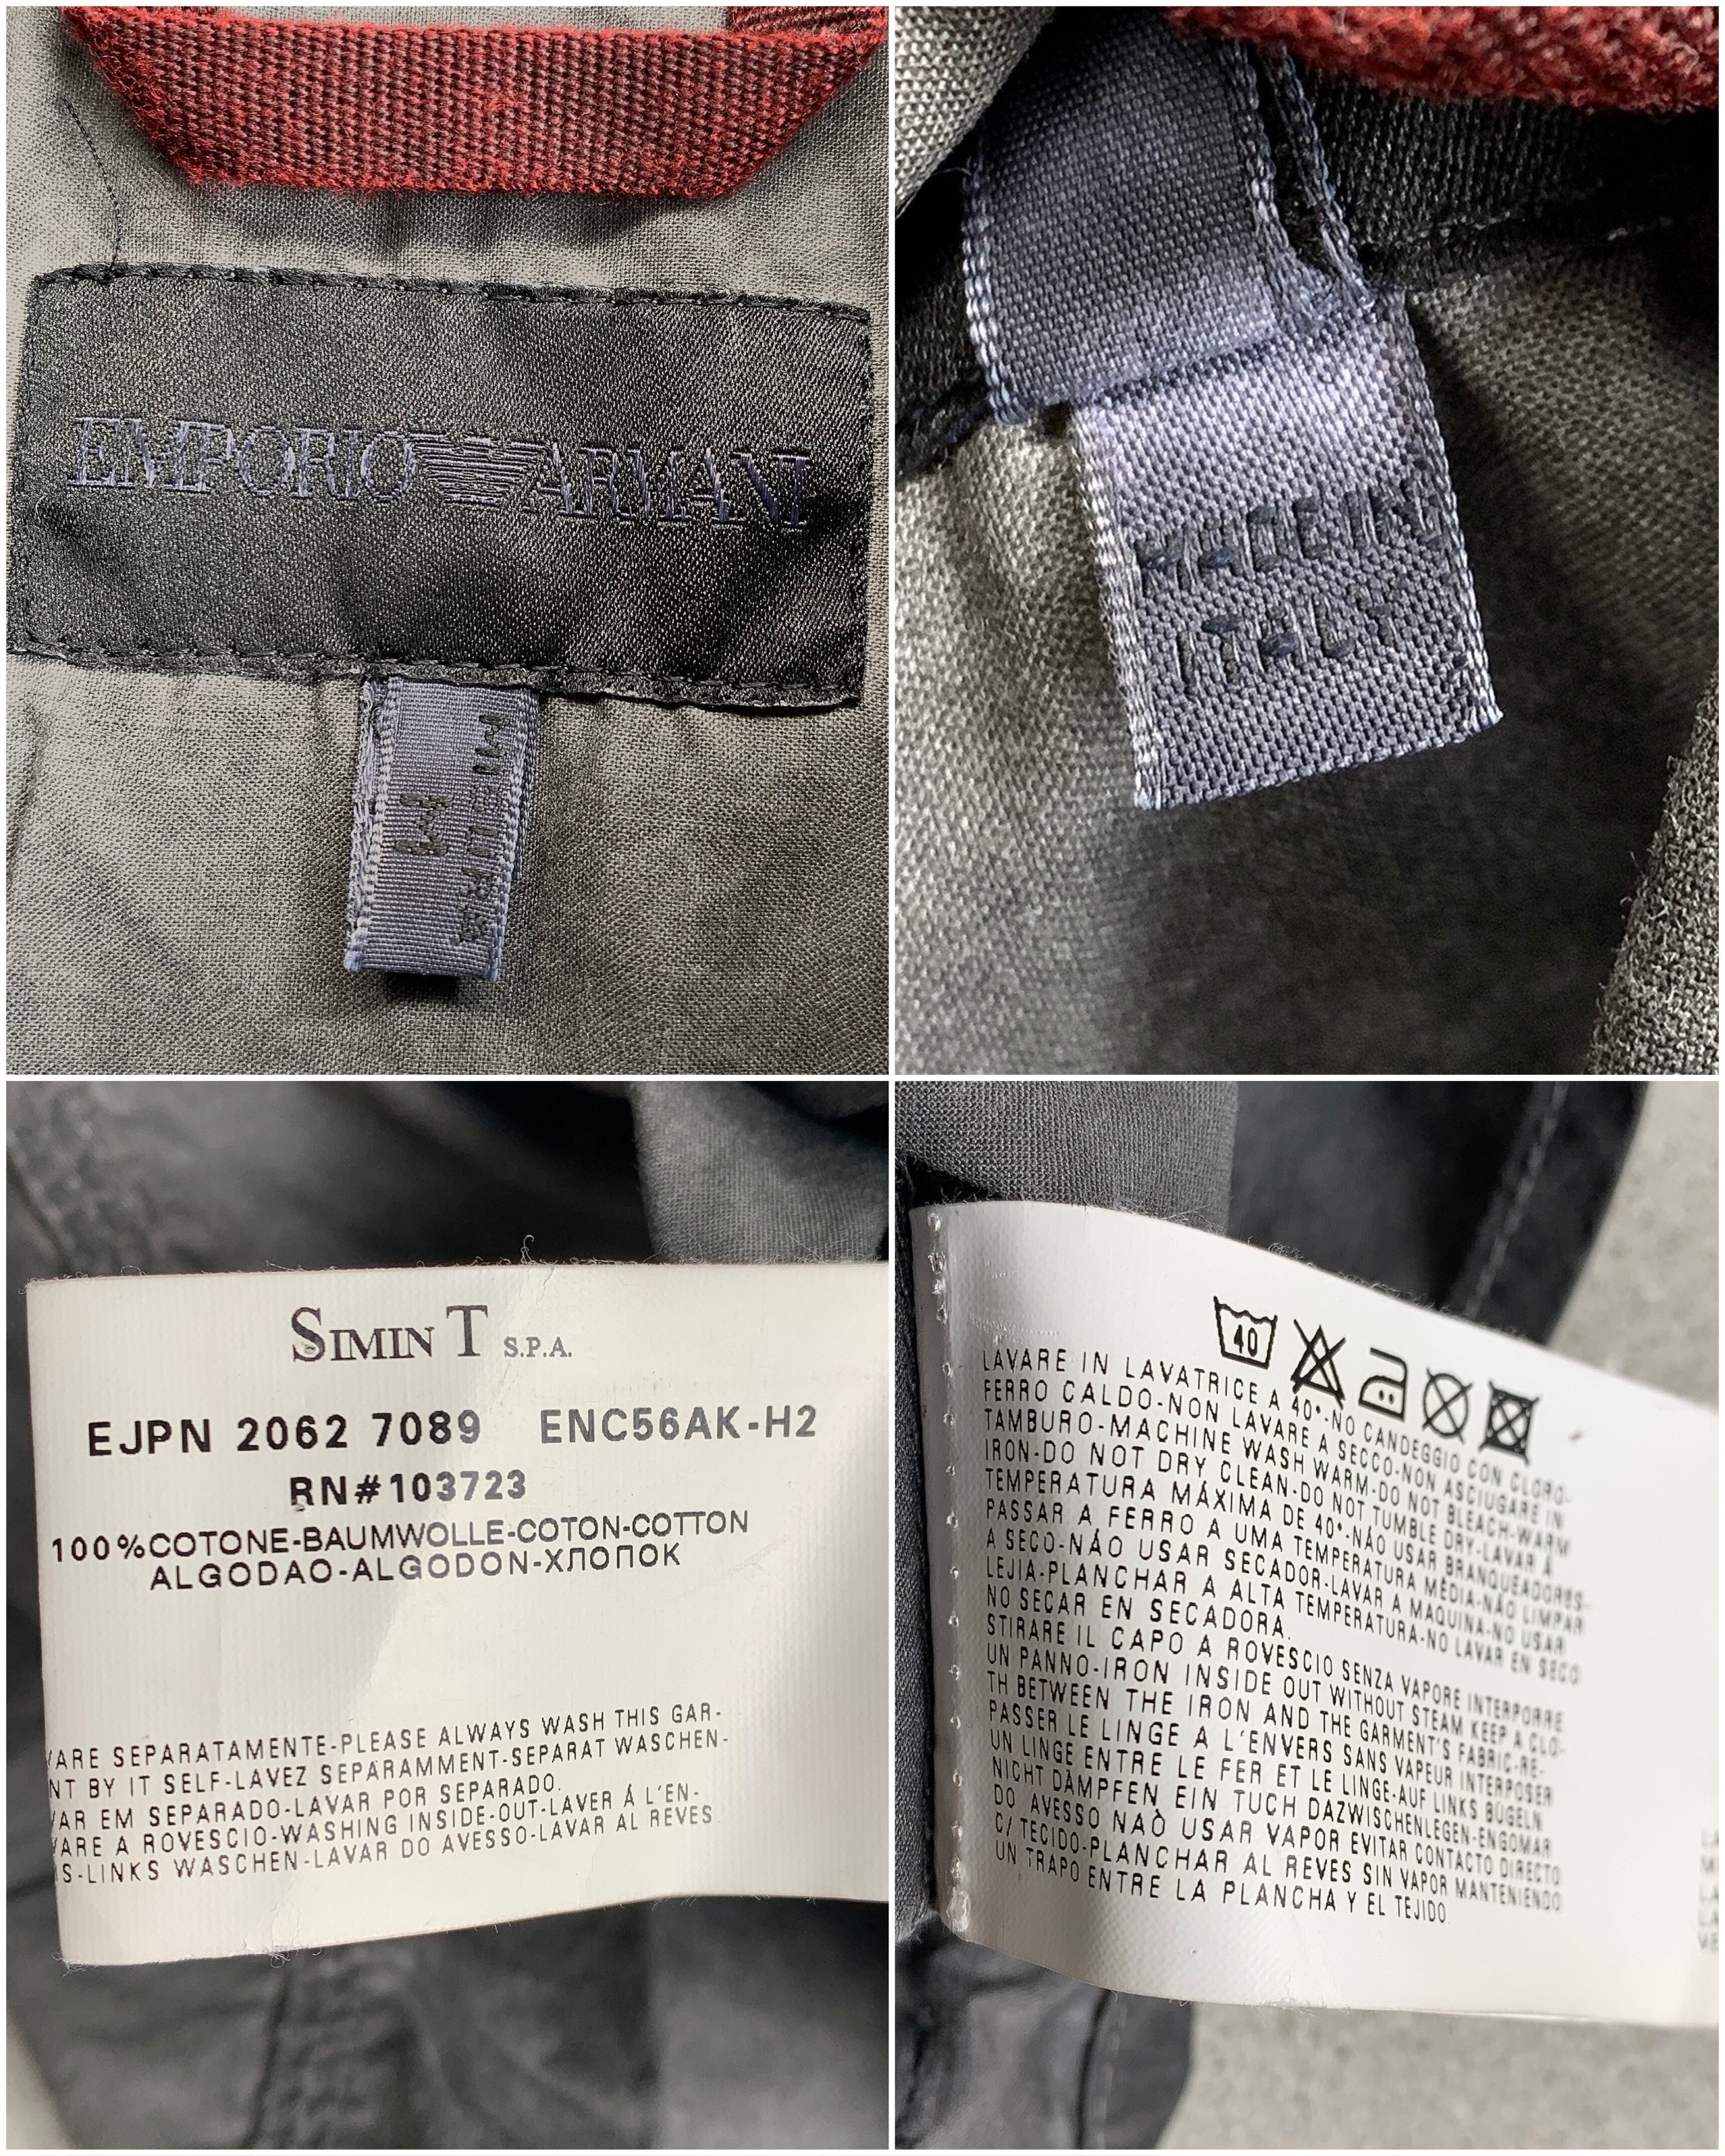 EMPORIO ARMANI
MISURA
M
MADE IN
ITALY
SIMIN T S.P.A.
EJPN 2062 7089 ENC56AK-H2
RN#103723
100%COTONE-BAUMWOLLE-COTON-COTTON
ALGODAO-ALGODON-ХЛОПОК
VARE SEPARATAMENTE-PLEASE ALWAYS WASH THIS GAR-
NT BY IT SELF-LAVEZ SEPARAMMENT-SEPARAT WASCHEN-
VAR EM SEPARADO-LAVAR POR SEPARADO.
VARE A ROVESCIO-WASHING INSIDE-OUT-LAVER Á L'EN-
S-LINKS WASCHEN-LAVAR DO AVESSO-LAVAR AL REVES
40
LAVARE IN LAVATRICE A 40°-NO CANDEGGIO CON CLORO-
FERRO CALDO-NON LAVARE A SECCO-NON ASCIUGARE IN
TAMBURO-MACHINE WASH WARM-DO NOT BLEACH-WARM
IRON-DO NOT DRY CLEAN-DO NOT TUMBLE DRY-LAVAR Á
TEMPERATURA MÁXIMA DE 40°-NÁO USAR BRANQUEADORES-
PASSAR A FERRO A UMA TEMPERATURA MÊDIA-NÁO LIMPAR
A SECO-NÁO USAR SECADOR-LAVAR A MAQUINA-NO USAR
LEJIA-PLANCHAR A ALTA TEMPERATURA-NO LAVAR EN SECO
NO SECAR EN SECADORA.
STIRARE IL CAPO A ROVESCIO SENZA VAPORE INTERPORRE
UN PANNO-IRON INSIDE OUT WITHOUT STEAM KEEP A CLO-
TH BETWEEN THE IRON AND THE GARMENT'S FABRIC-RE-
PASSER LE LINGE A L'ENVERS SANS VAPEUR INTERPOSER
UN LINGE ENTRE LE FER ET LE LINGE-AUF LINKS BÜGELN
NICHT DÄMPFEN EIN TUCH DAZWISCHENLEGEN-ENGOMAR
DO AVESSO NAÒ USAR VAPOR EVITAR CONTACTO DIRECTO
C/ TECIDO-PLANCHAR AL REVES SIN VAPOR MANTENIENDO
UN TRAPO ENTRE LA PLANCHA Y EL TEJIDO